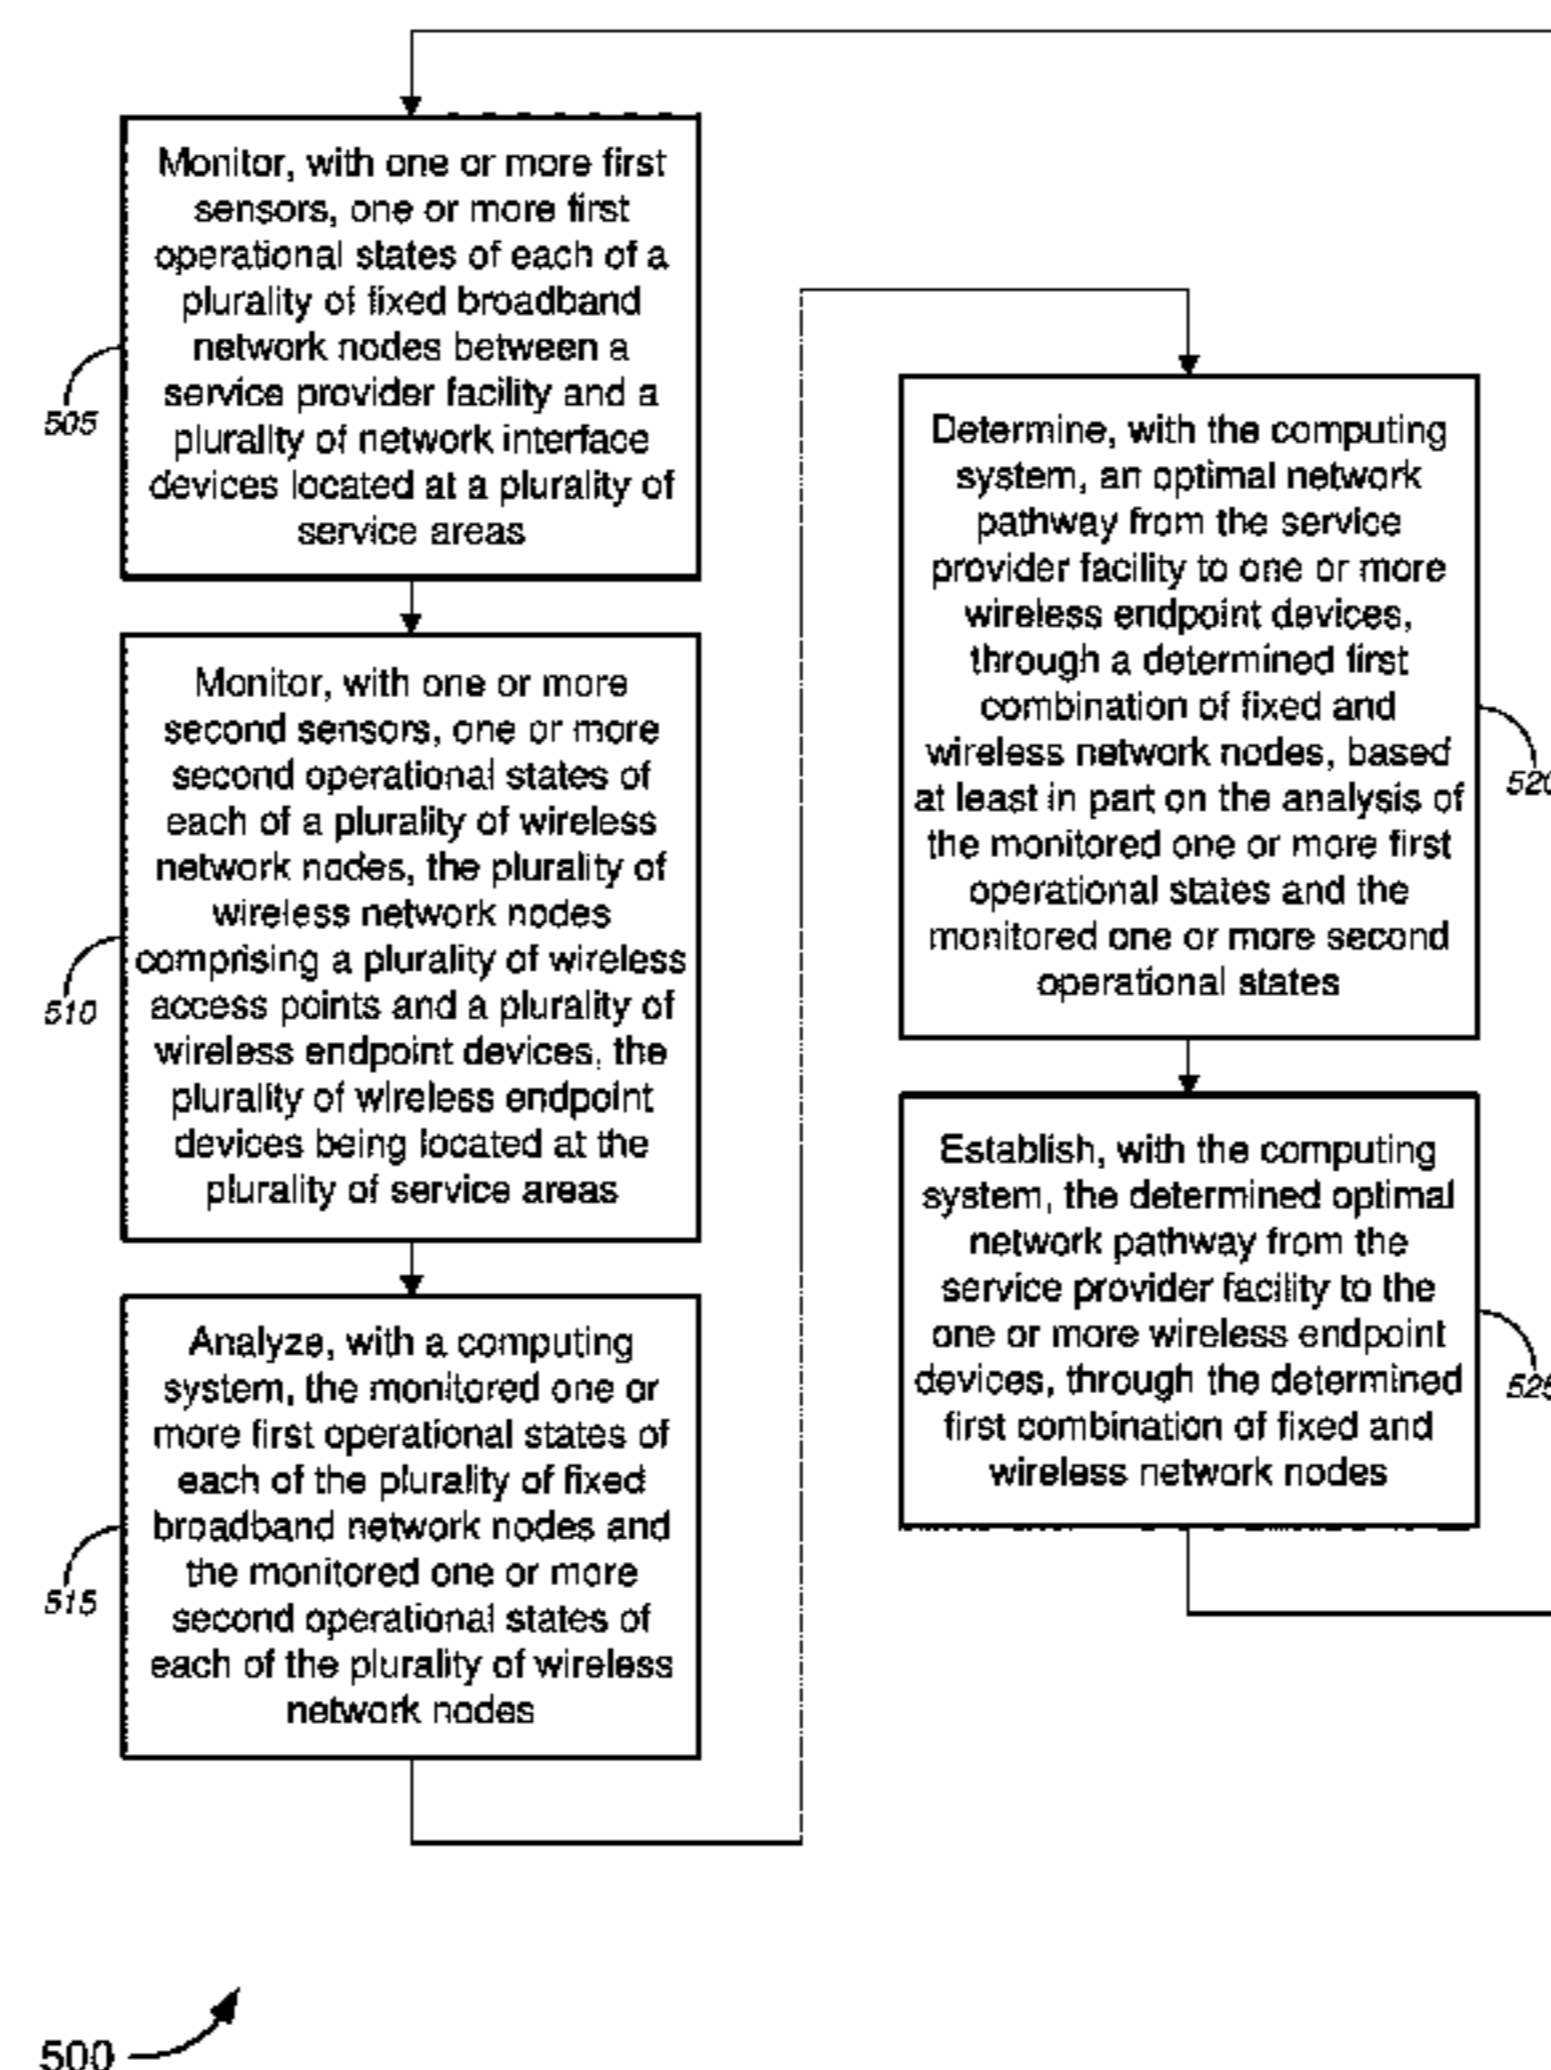 Monitor, with one or more first
sensors, one or more first
operational states of each of a
plurality of fixed broadband
network nodes between a
service provider facility and a
plurality of network interface
devices located at a plurality of
service areas
505
Monitor, with one or more
second sensors, one or more
second operational states of
each of a plurality of wireless
network nodes, the plurality of
wireless network nodes
comprising a plurality of wireless
access points and a plurality of
wireless endpoint devices, the
plurality of wireless endpoint
devices being located at the
plurality of service areas
510
Analyze, with a computing
system, the monitored one or
more first operational states of
each of the plurality of fixed
broadband network nodes and
the monitored one or more
second operational states of
each of the plurality of wireless
network nodes
515
Determine, with the computing
system, an optimal network
pathway from the service
provider facility to one or more
wireless endpoint devices,
through a determined first
combination of fixed and
wireless network nodes, based
at least in part on the analysis of
the monitored one or more first
operational states and the
monitored one or more second
operational states
520
Establish, with the computing
system, the determined optimal
network pathway from the
service provider facility to the
one or more wireless endpoint
devices, through the determined
first combination of fixed and
wireless network nodes
525
500